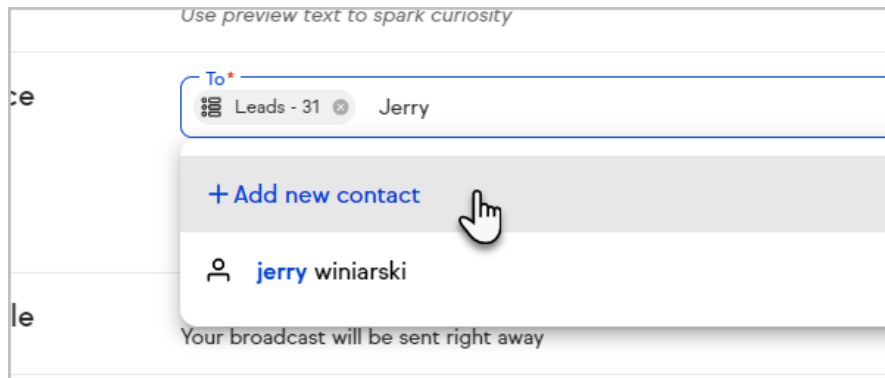 Use preview text to spark curiosity
To*
ce
Leads - 31 Jerry
+ Add new contact
jerry winiarski
le
Your broadcast will be sent right away